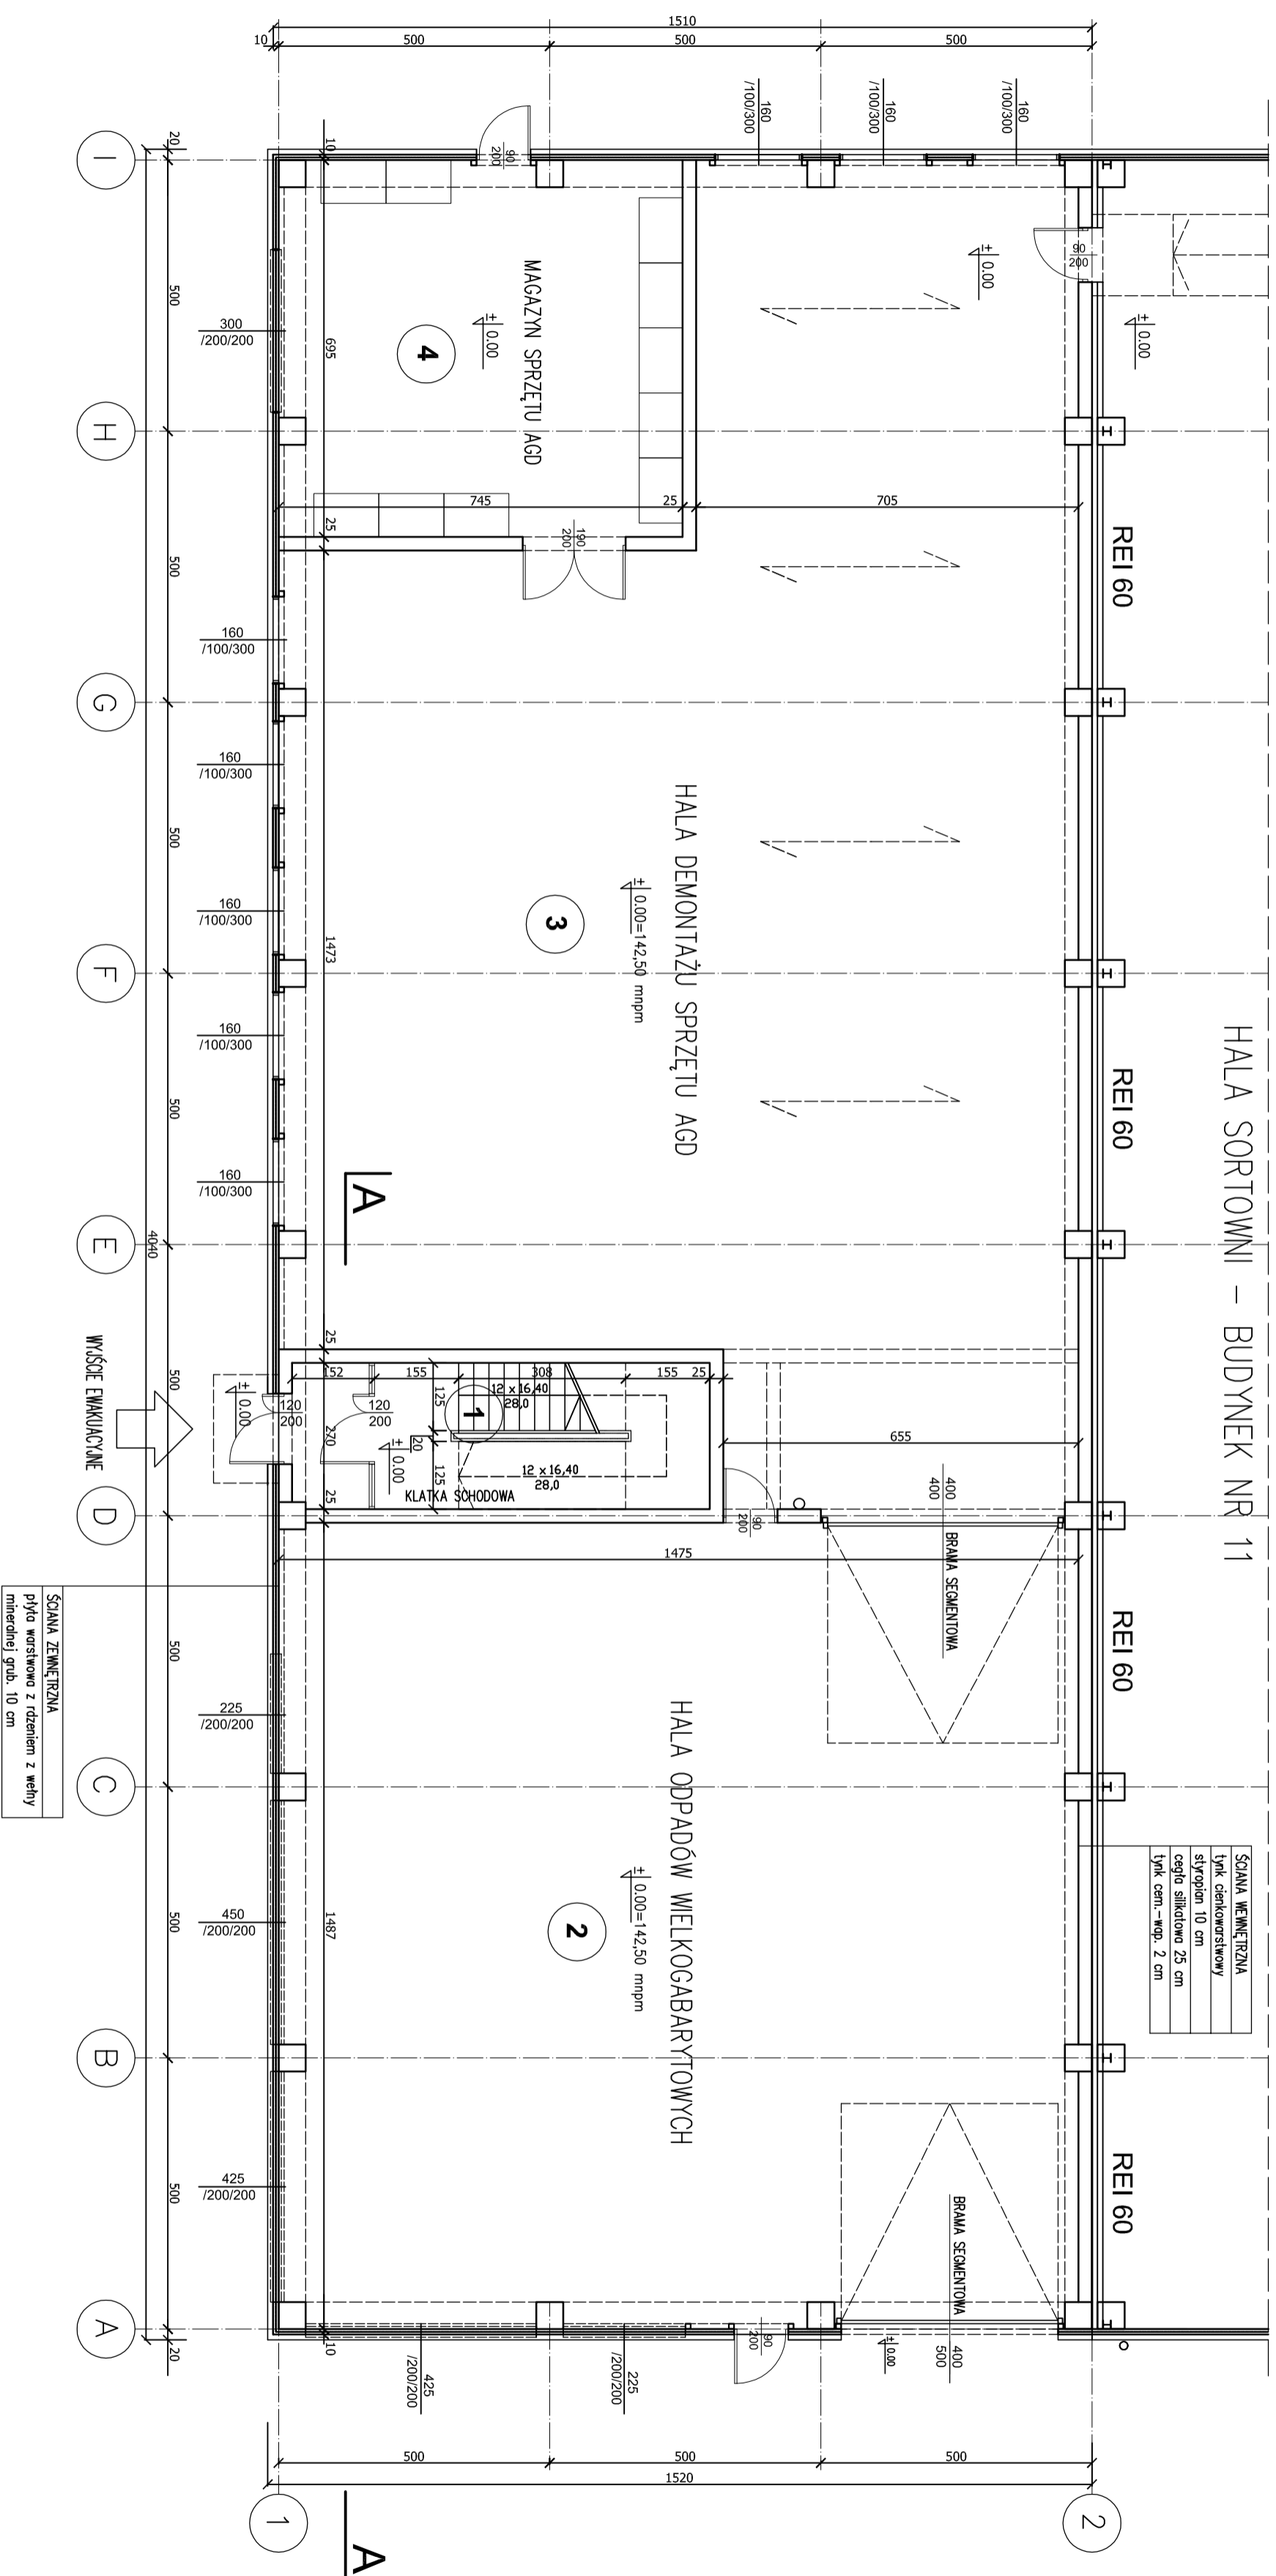 1510
500
500
500
10
160
/100/300
160
/100/300
160
/100/300
20
10
90
200
90
200
± 0.00
± 0.00
± 0.00
MAGAZYN SPRZĘTU AGD
4
I
500
300
/200/200
695
H
745
25
705
REI 60
25
190
200
500
160
/100/300
G
160
/100/300
500
HALA DEMONTAŻU SPRZĘTU AGD
± 0.00=142,50 mnpm
3
160
/100/300
1473
F
160
/100/300
500
REI 60
HALA SORTOWNI - BUDYNEK NR 11
160
/100/300
A
E
4040
25
152
155
308
155
25
125
12 x 16,40
28,0
1
20
125
12 x 16,40
28,0
KLATKA SCHODOWA
± 0.00
± 0.00
120
200
120
200
270
25
500
WYJŚCIE EWAKUACYJNE
655
90
200
400
400
BRAMA SEGMENTOWA
D
1475
REI 60
ŚCIANA ZEWNĘTRZNA
płyta warstwowa z rdzeniem z wełny
mineralnej grub. 10 cm
500
225
/200/200
C
HALA ODPADÓW WIELKOGABARYTOWYCH
± 0.00=142,50 mnpm
2
ŚCIANA WEWNĘTRZNA
tynk cienkowarstwowy
styropian 10 cm
cegła silikatowa 25 cm
tynk cem.-wap. 2 cm
500
450
/200/200
1487
B
500
425
/200/200
REI 60
BRAMA SEGMENTOWA
400
500
± 0.00
90
200
A
20
10
425
/200/200
225
/200/200
500
500
500
1520
1
2
A